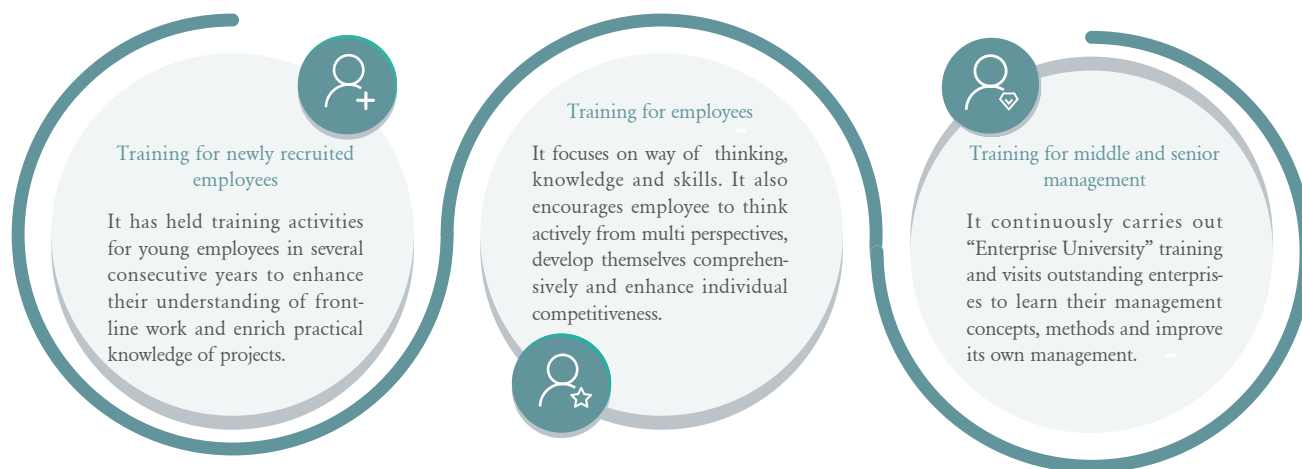 Training for newly recruited
employees
It has held training activities
for young employees in several
consecutive years to enhance
their understanding of front-
line work and enrich practical
knowledge of projects.
Training for employees
It focuses on way of thinking,
knowledge and skills. It also
encourages employee to think
actively from multi perspectives,
develop themselves comprehen-
sively and enhance individual
competitiveness.
Training for middle and senior
management
It continuously carries out
“Enterprise University” training
and visits outstanding enterpris-
es to learn their management
concepts, methods and improve
its own management.